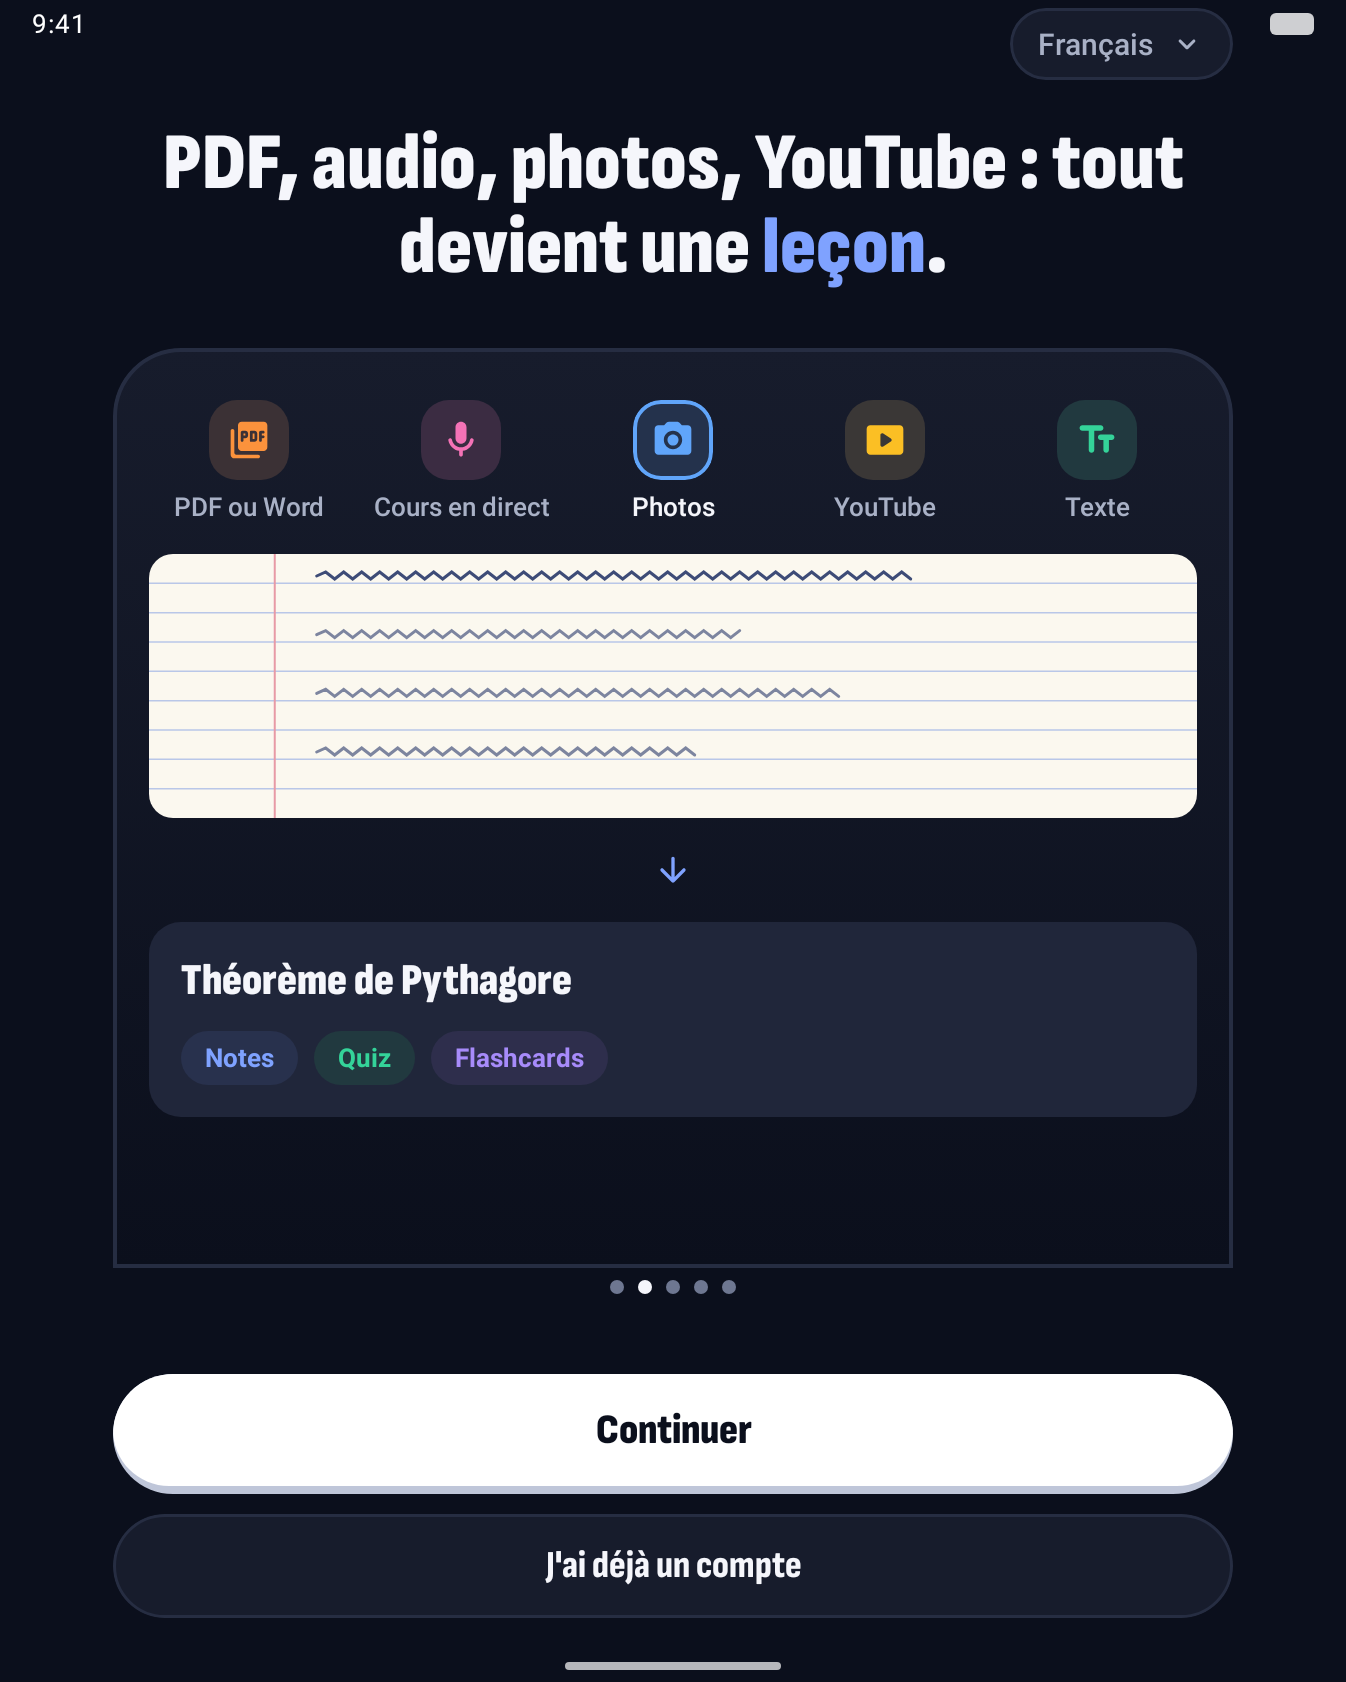 9:41
Français
PDF, audio, photos, YouTube : tout
devient une leçon.
PDF
PDF ou Word
Cours en direct
Photos
YouTube
Texte
Théorème de Pythagore
Notes
Quiz
Flashcards
Continuer
J'ai déjà un compte